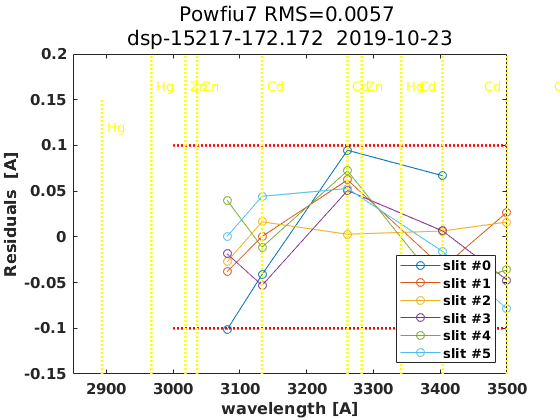 Powfiu7 RMS=0.0057
dsp-15217-172.172 2019-10-23
0.2
0.15
0.1
0.05
0
-0.05
-0.1
-0.15
Residuals [A]
Hg
Hg
Zn
Zn
Cd
Cd
Zn
Hg
Cd
Cd
slit #0
slit #1
slit #2
slit #3
slit #4
slit #5
2900 3000 3100 3200 3300 3400 3500
wavelength [A]